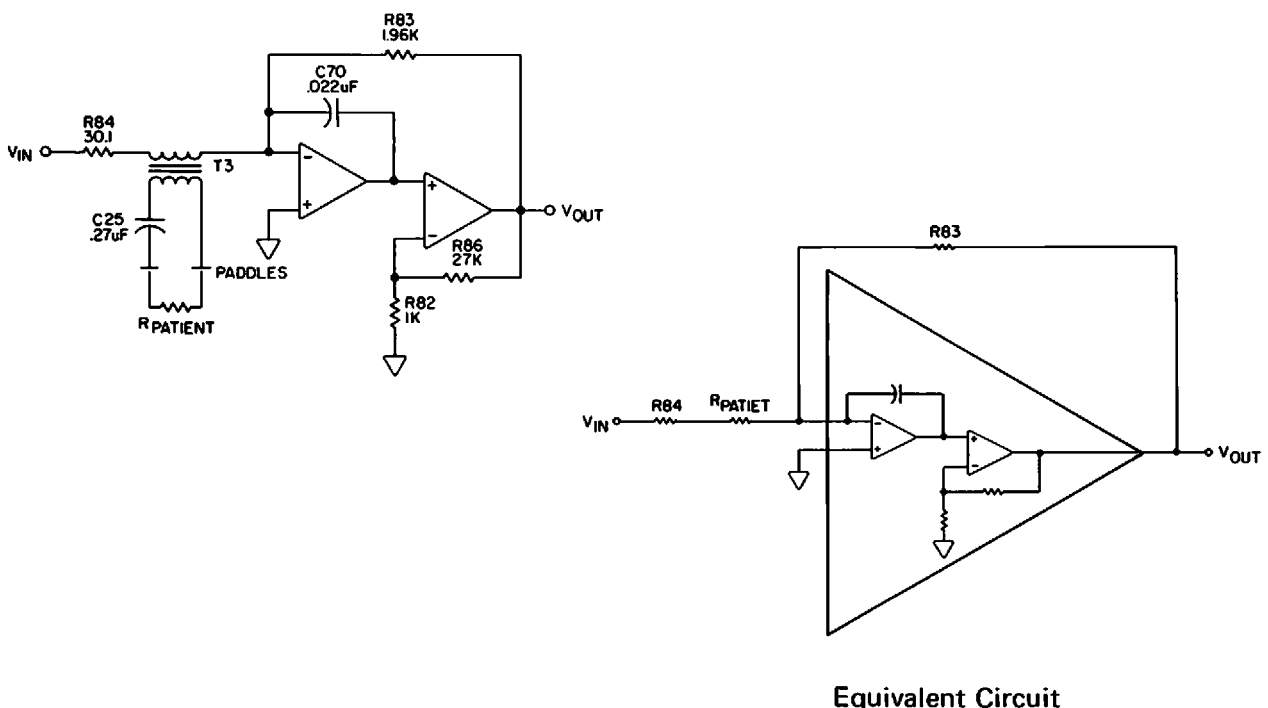 R83
1.96K
C70
.022uF
R84
30.1
VIN
T3
C25
.27uF
PADDLES
RPATIENT
VOUT
R86
27K
R82
1K
R83
R84
RPATIET
VIN
VOUT
Equivalent Circuit